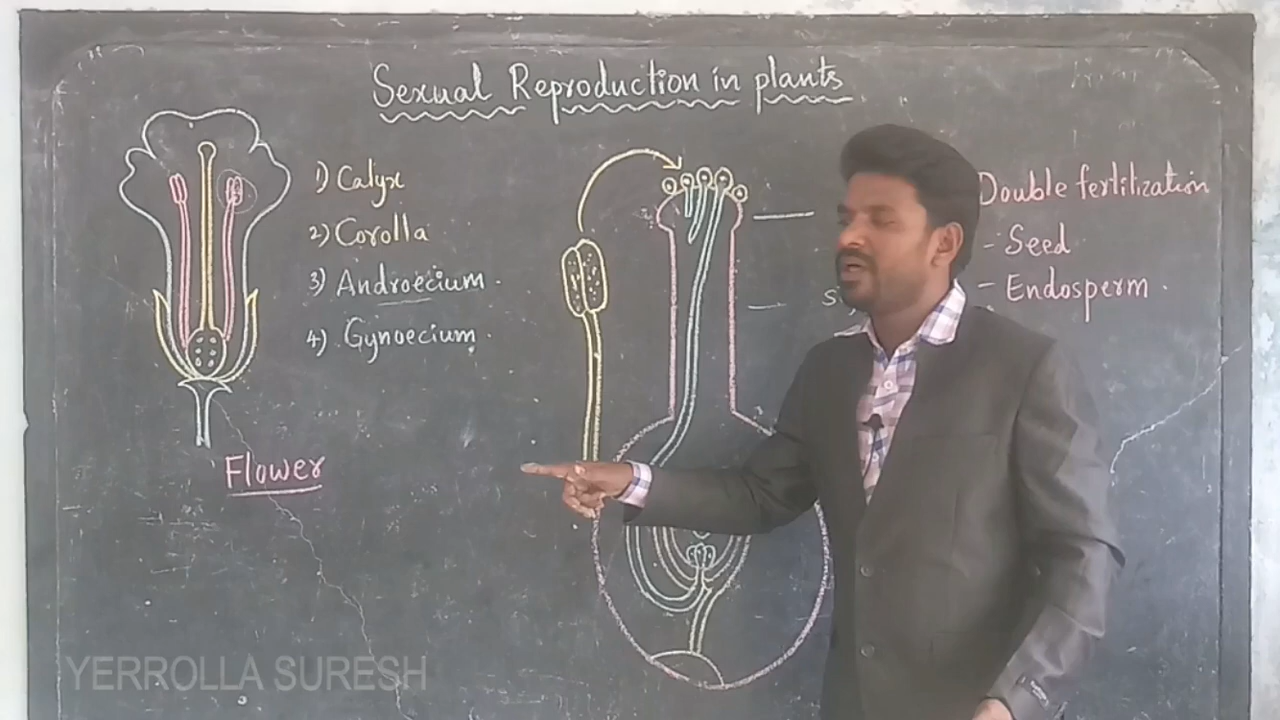 Sexual Reproduction in plants
1) Calyx
2) Corolla
3) Androecium.
4) Gynoecium.
Flower
Double fertilization
- Seed
- Endosperm.
YERROLLA SURESH